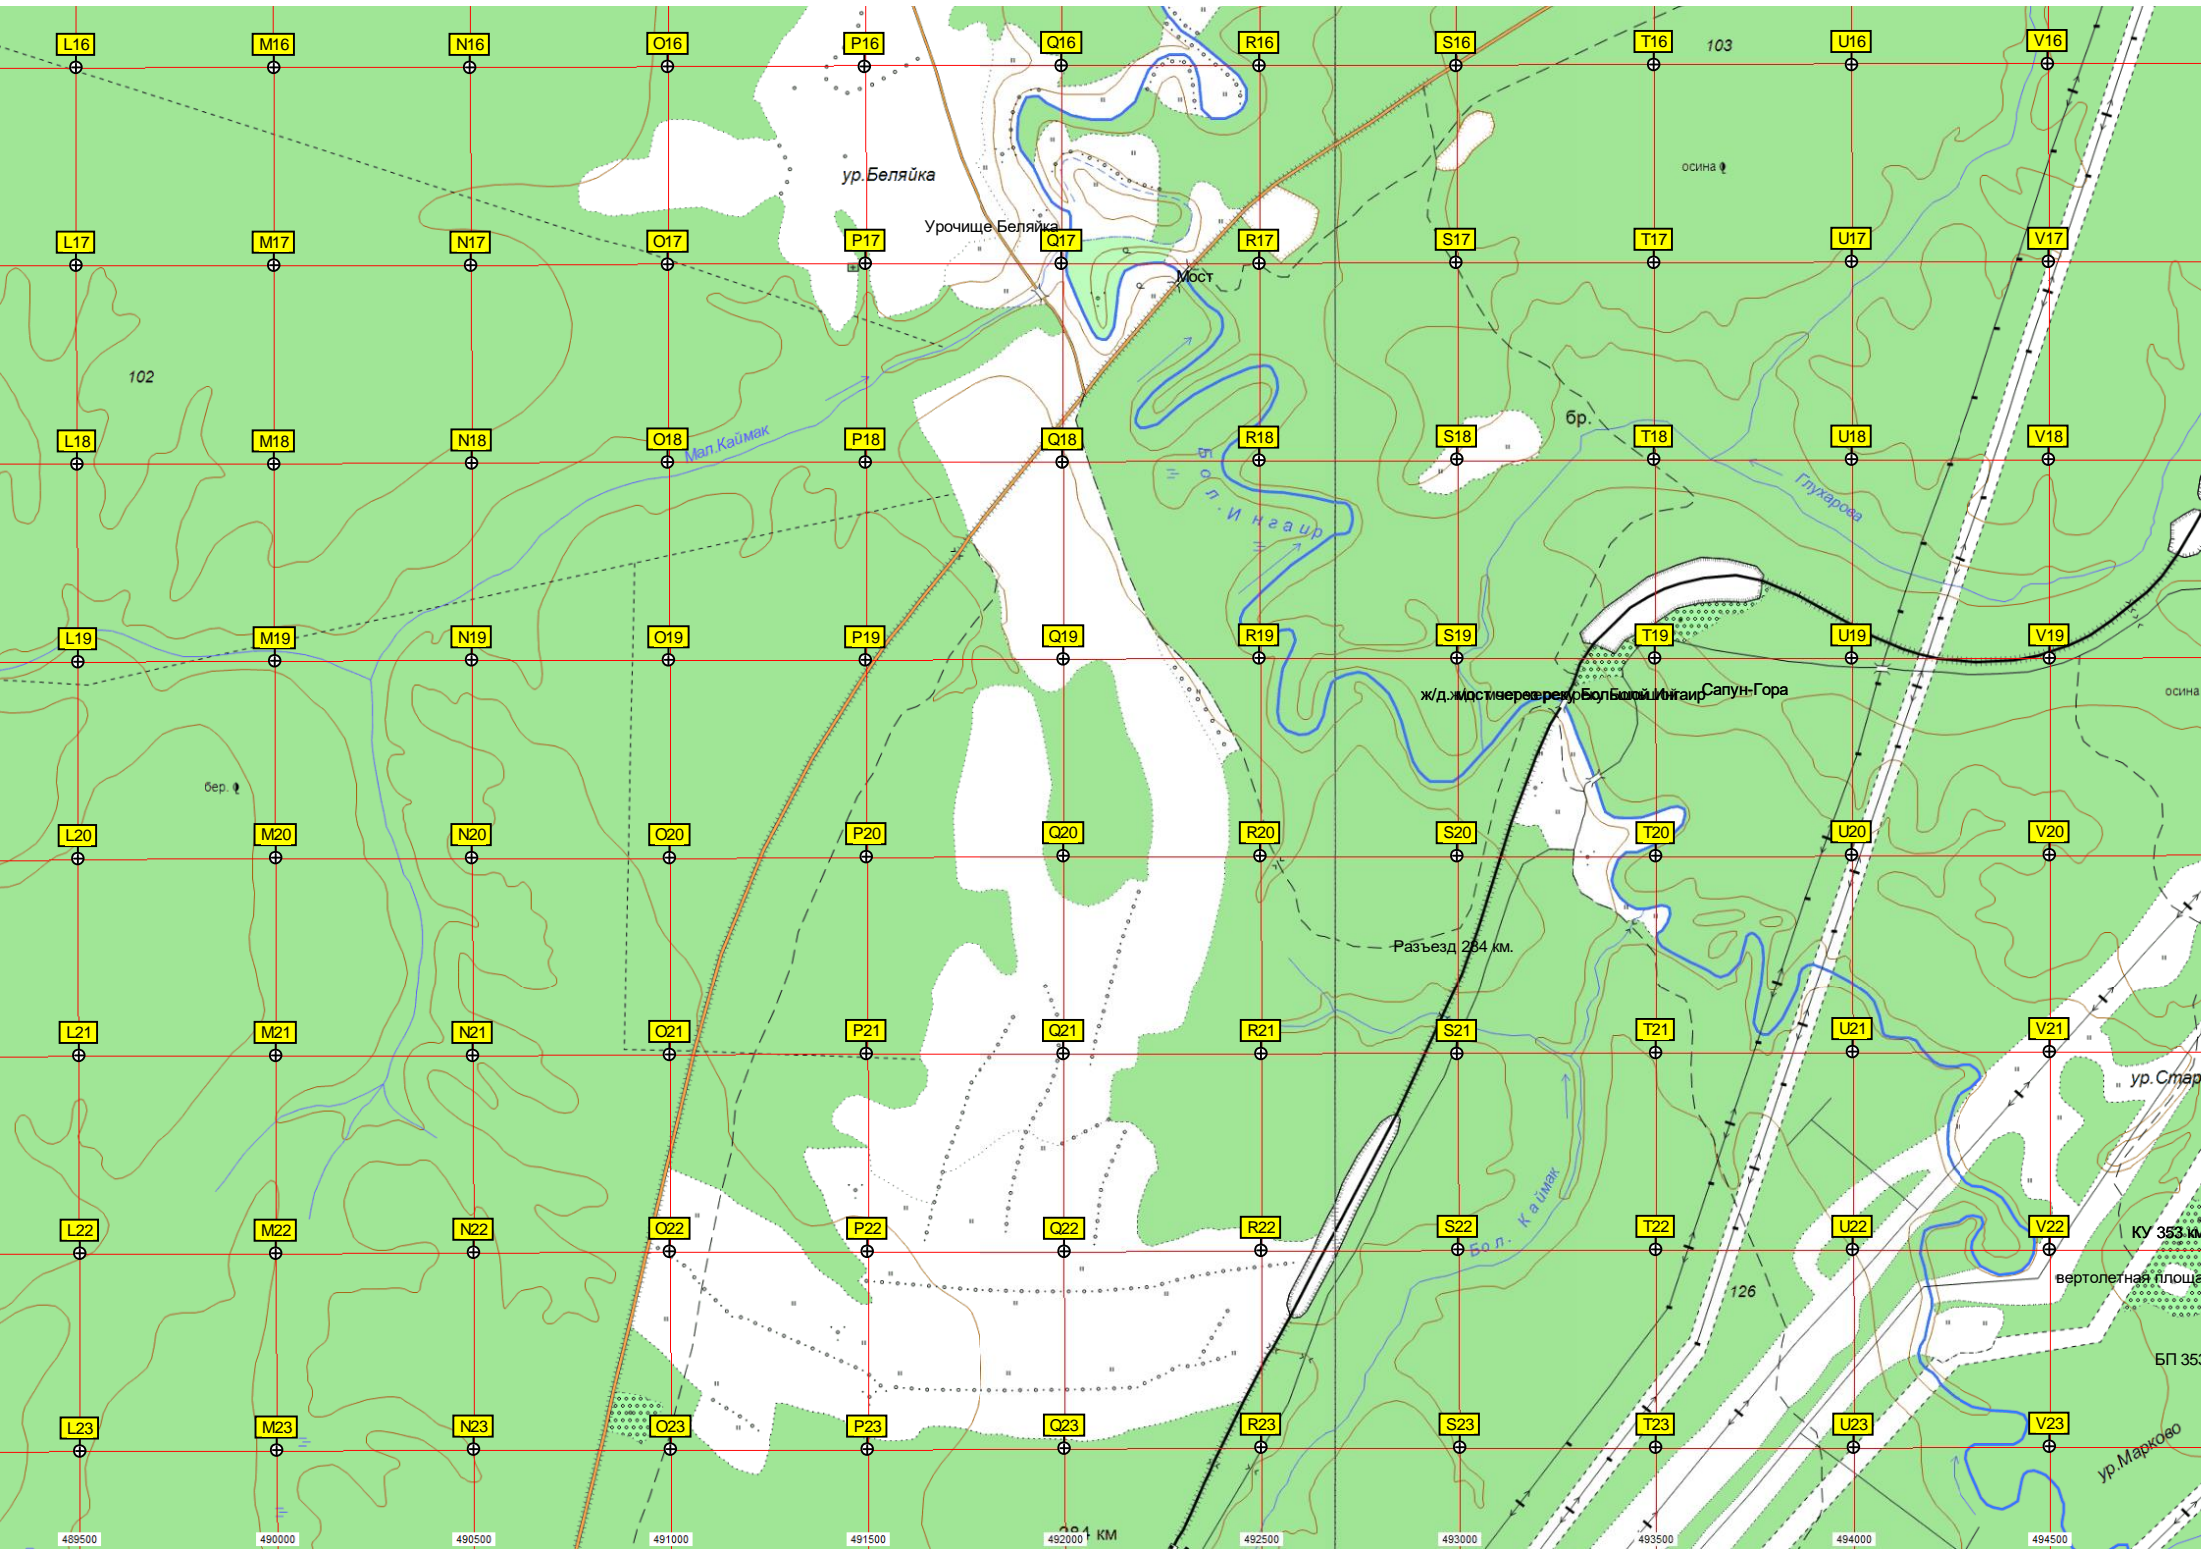 L16 M16 N16 O16 P16 Q16 R16 S16 T16 103 U16 V16
осина
ур.Беляйка
Урочище Беляйка
L17 M17 N17 O17 P17 Q17 R17 S17 T17 U17 V17
Мост
102
бр.
L18 M18 N18 O18 P18 Q18 R18 S18 T18 U18 V18
Мал.Каймак
Бол.Ингаир
Глухарова
L19 M19 N19 O19 P19 Q19 R19 S19 T19 U19 V19
Сапун-Гора
осина
бер.
L20 M20 N20 O20 P20 Q20 R20 S20 T20 U20 V20
Разъезд 284 км.
L21 M21 N21 O21 P21 Q21 R21 S21 T21 U21 V21
ур.Стар
Бол. Каймак
L22 M22 N22 O22 P22 Q22 R22 S22 T22 U22 V22
КУ 353 км
вертолетная площа
126
БП 353
L23 M23 N23 O23 P23 Q23 R23 S23 T23 U23 V23
ур.Марково
284 км
489500 490000 490500 491000 491500 492000 492500 493000 493500 494000 494500